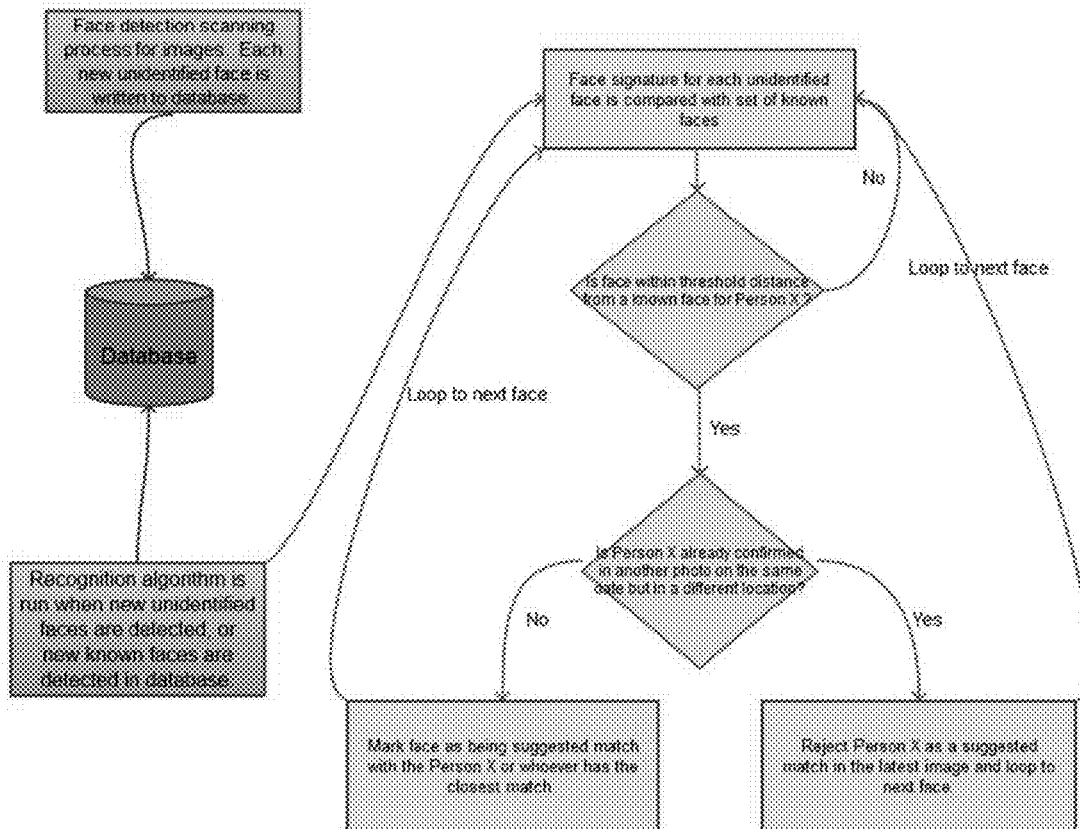 Face detection scanning
process for images. Each
new unidentified face is
written to database
Database
Recognition algorithm is
run when new unidentified
faces are detected, or
new known faces are
detected in database.
Face signature for each unidentified
face is compared with set of known
faces
No
Is face within threshold distance
from a known face for Person X ?
Loop to next face
Loop to next face
Yes
Is Person X already confirmed
in another photo on the same
date but in a different location?
No
Yes
Mark face as being suggested match
with the Person X or whoever has the
closest match
Reject Person X as a suggested
match in the latest image and loop to
next face